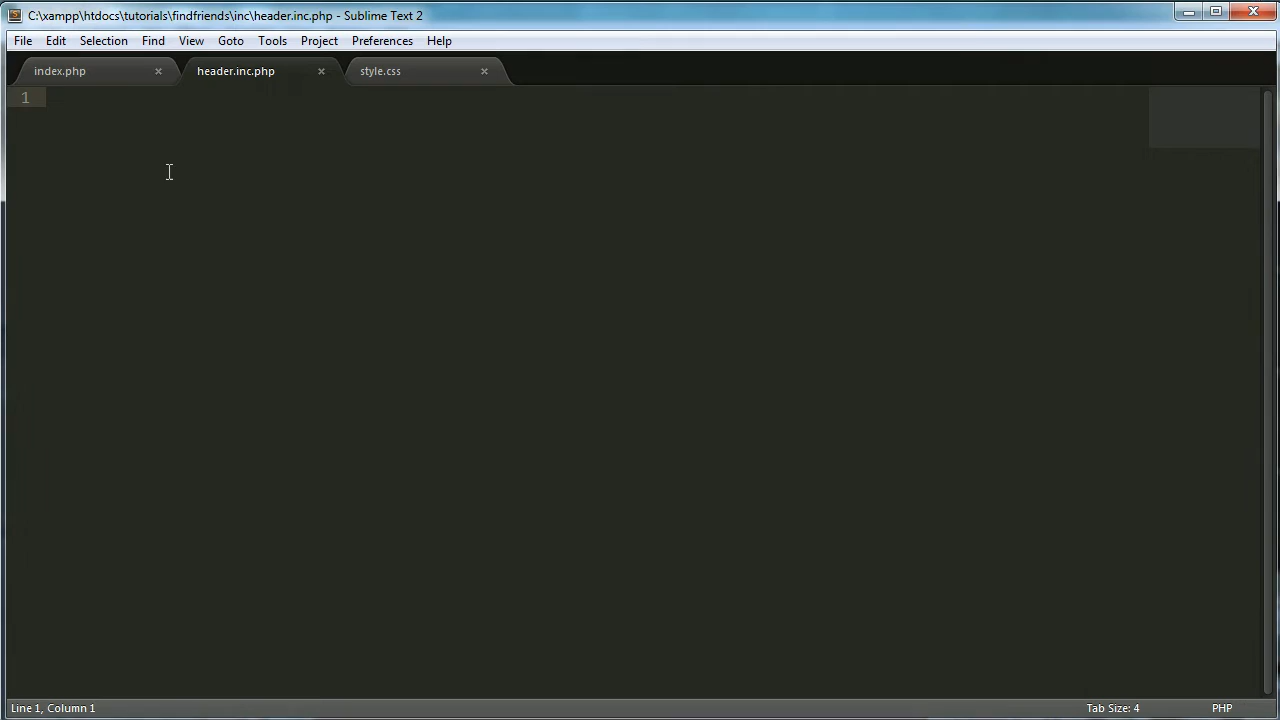 C:\xampp\htdocs\tutorials\findfriends\inc\header.inc.php - Sublime Text 2
File Edit Selection Find View Goto Tools Project Preferences Help
index.php header.inc.php style.css
1
Line 1, Column 1 Tab Size: 4 PHP